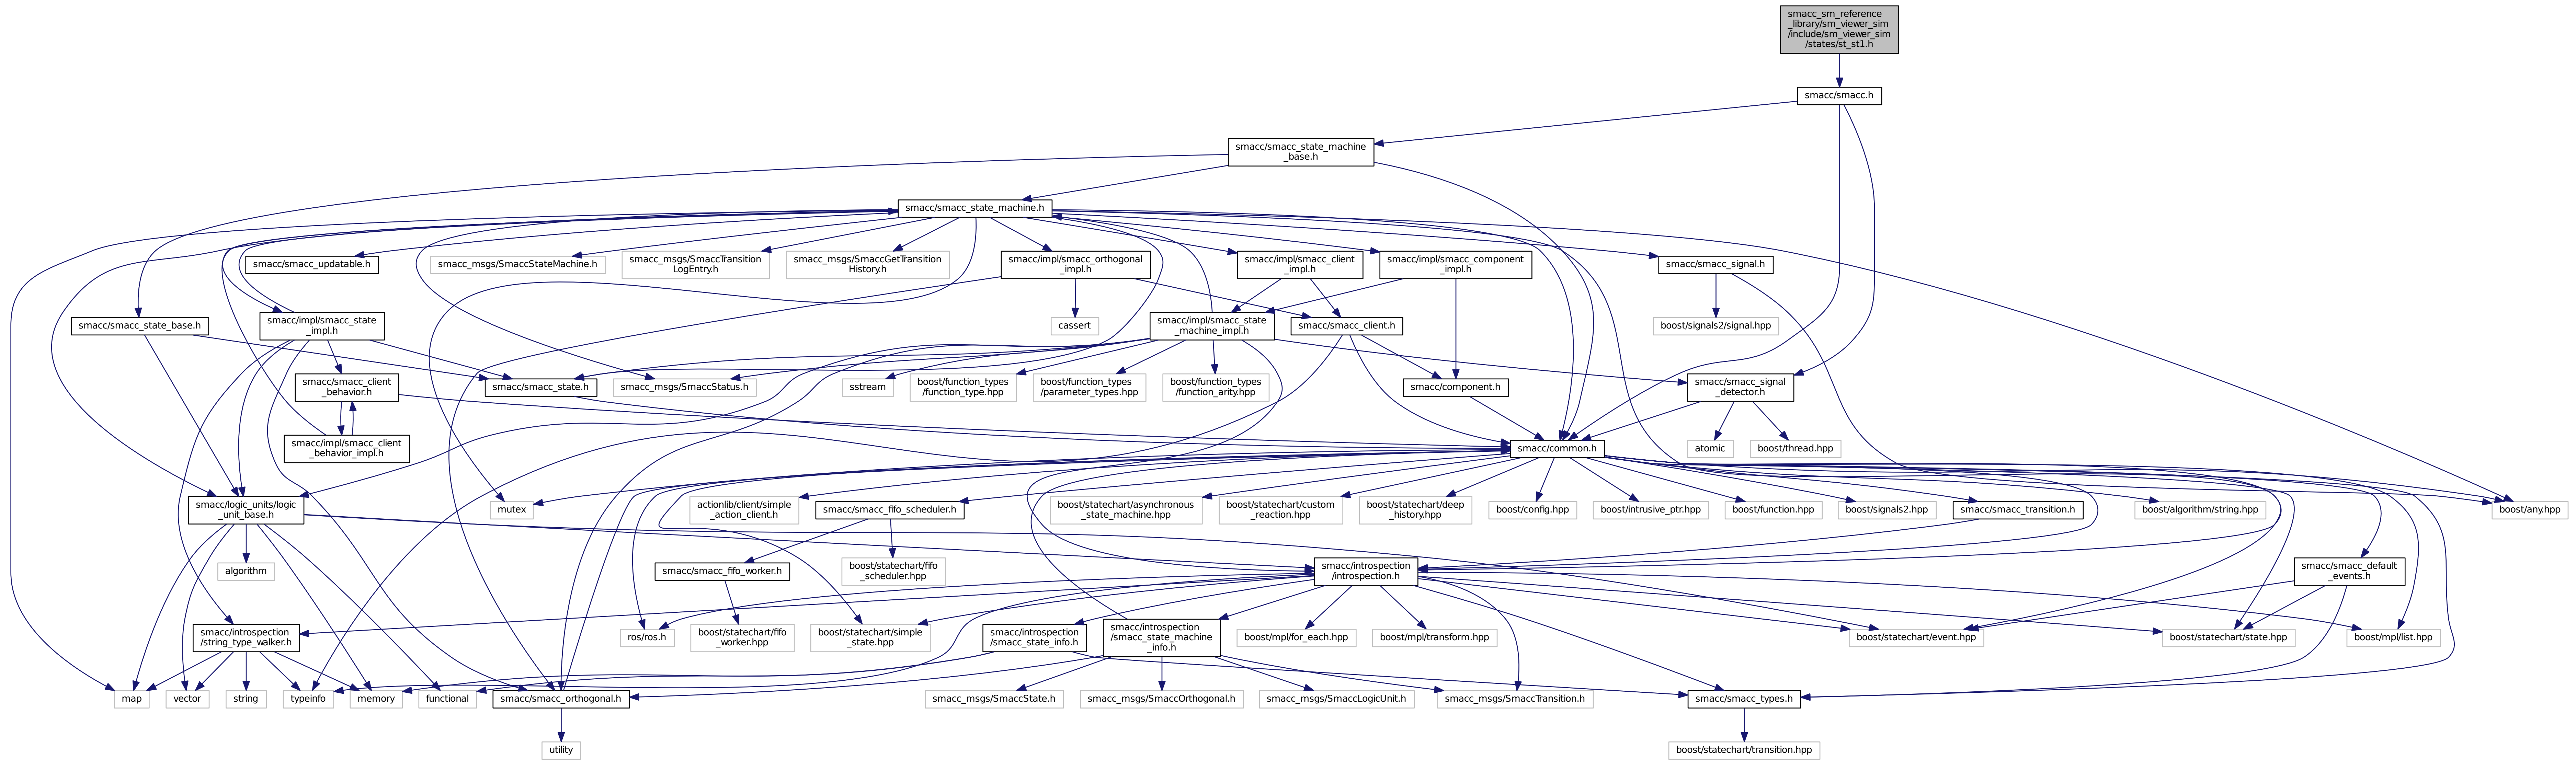 smacc_sm_reference
_library/sm_viewer_sim
/include/sm_viewer_sim
/states/st_st1.h
smacc/smacc.h
smacc/smacc_state_machine
_base.h
smacc/smacc_state_machine.h
smacc/smacc_updatable.h
smacc_msgs/SmaccStateMachine.h
smacc_msgs/SmaccTransition
LogEntry.h
smacc_msgs/SmaccGetTransition
History.h
smacc/impl/smacc_orthogonal
_impl.h
smacc/impl/smacc_client
_impl.h
smacc/impl/smacc_component
_impl.h
smacc/smacc_signal.h
smacc/smacc_state_base.h
smacc/impl/smacc_state
_impl.h
cassert
smacc/impl/smacc_state
_machine_impl.h
smacc/smacc_client.h
boost/signals2/signal.hpp
smacc/smacc_client
_behavior.h
smacc/smacc_state.h
smacc_msgs/SmaccStatus.h
sstream
boost/function_types
/function_type.hpp
boost/function_types
/parameter_types.hpp
boost/function_types
/function_arity.hpp
smacc/component.h
smacc/smacc_signal
_detector.h
smacc/impl/smacc_client
_behavior_impl.h
smacc/common.h
atomic
boost/thread.hpp
smacc/logic_units/logic
_unit_base.h
mutex
actionlib/client/simple
_action_client.h
smacc/smacc_fifo_scheduler.h
boost/statechart/asynchronous
_state_machine.hpp
boost/statechart/custom
_reaction.hpp
boost/statechart/deep
_history.hpp
boost/config.hpp
boost/intrusive_ptr.hpp
boost/function.hpp
boost/signals2.hpp
smacc/smacc_transition.h
boost/algorithm/string.hpp
boost/any.hpp
algorithm
smacc/smacc_fifo_worker.h
boost/statechart/fifo
_scheduler.hpp
smacc/introspection
/introspection.h
smacc/smacc_default
_events.h
smacc/introspection
/string_type_walker.h
ros/ros.h
boost/statechart/fifo
_worker.hpp
boost/statechart/simple
_state.hpp
smacc/introspection
/smacc_state_info.h
smacc/introspection
/smacc_state_machine
_info.h
boost/mpl/for_each.hpp
boost/mpl/transform.hpp
boost/statechart/event.hpp
boost/statechart/state.hpp
boost/mpl/list.hpp
map
vector
string
typeinfo
memory
functional
smacc/smacc_orthogonal.h
smacc_msgs/SmaccState.h
smacc_msgs/SmaccOrthogonal.h
smacc_msgs/SmaccLogicUnit.h
smacc_msgs/SmaccTransition.h
smacc/smacc_types.h
utility
boost/statechart/transition.hpp